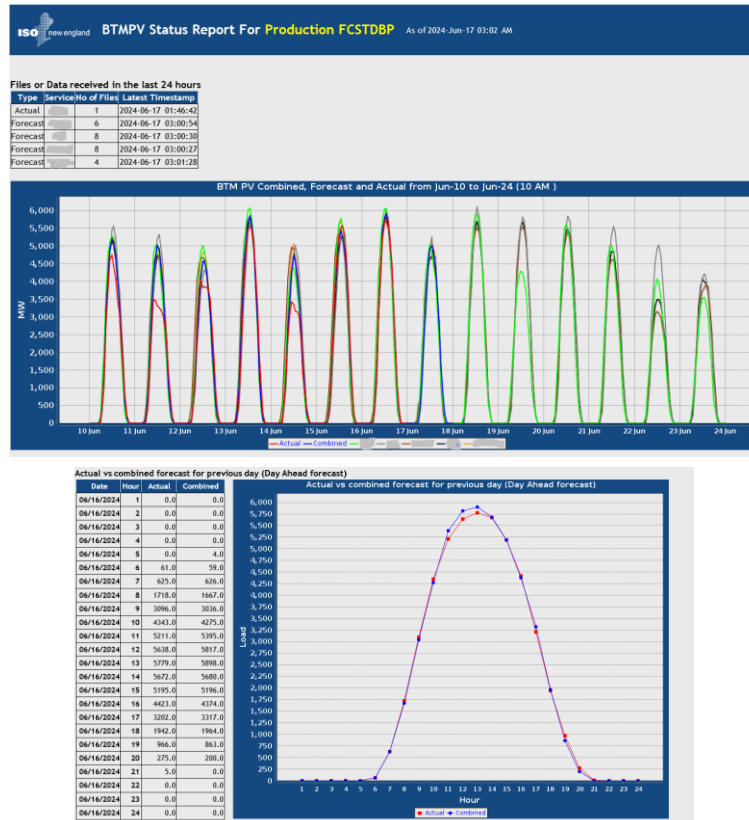 ISO new england
BTMPV Status Report For Production FCSTDBP As of 2024-Jun-17 03:02 AM
Files or Data received in the last 24 hours
Type Service No of Files Latest Timestamp
Actual 1 2024-06-17 01:46:42
Forecast 6 2024-06-17 03:00:54
Forecast 8 2024-06-17 03:00:30
Forecast 8 2024-06-17 03:00:27
Forecast 4 2024-06-17 03:01:28
BTM PV Combined, Forecast and Actual from Jun-10 to Jun-24 (10 AM )
6,000
5,500
5,000
4,500
4,000
3,500
3,000
2,500
2,000
1,500
1,000
500
0
MW
10 Jun 11 Jun 12 Jun 13 Jun 14 Jun 15 Jun 16 Jun 17 Jun 18 Jun 19 Jun 20 Jun 21 Jun 22 Jun 23 Jun 24 Jun
Actual Combined
Actual vs combined forecast for previous day (Day Ahead forecast)
Date Hour Actual Combined
06/16/2024 1 0.0 0.0
06/16/2024 2 0.0 0.0
06/16/2024 3 0.0 0.0
06/16/2024 4 0.0 0.0
06/16/2024 5 0.0 4.0
06/16/2024 6 61.0 59.0
06/16/2024 7 625.0 626.0
06/16/2024 8 1718.0 1667.0
06/16/2024 9 3096.0 3036.0
06/16/2024 10 4343.0 4275.0
06/16/2024 11 5211.0 5395.0
06/16/2024 12 5638.0 5817.0
06/16/2024 13 5779.0 5898.0
06/16/2024 14 5672.0 5680.0
06/16/2024 15 5195.0 5196.0
06/16/2024 16 4423.0 4374.0
06/16/2024 17 3202.0 3317.0
06/16/2024 18 1942.0 1964.0
06/16/2024 19 966.0 863.0
06/16/2024 20 275.0 200.0
06/16/2024 21 5.0 0.0
06/16/2024 22 0.0 0.0
06/16/2024 23 0.0 0.0
06/16/2024 24 0.0 0.0
Actual vs combined forecast for previous day (Day Ahead forecast)
6,000
5,750
5,500
5,250
5,000
4,750
4,500
4,250
4,000
3,750
3,500
3,250
3,000
2,750
2,500
2,250
2,000
1,750
1,500
1,250
1,000
750
500
250
0
Load
1 2 3 4 5 6 7 8 9 10 11 12 13 14 15 16 17 18 19 20 21 22 23 24
Hour
Actual Combined